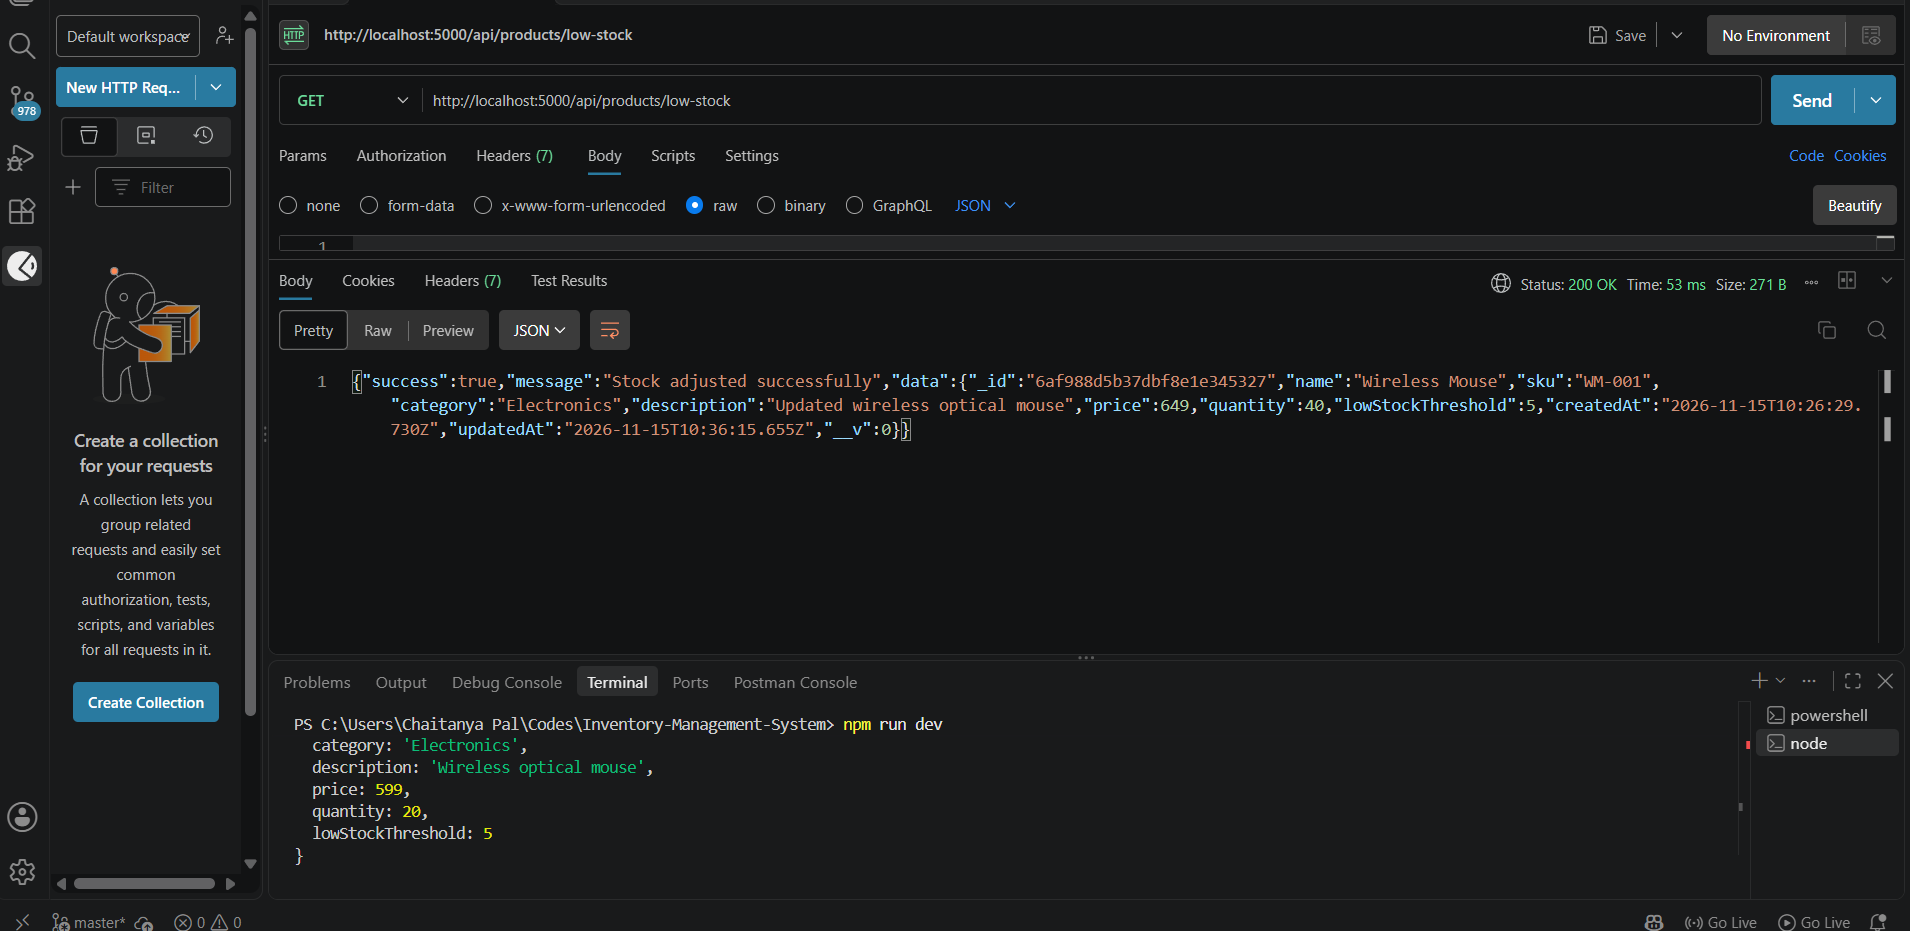 Default workspace
http://localhost:5000/api/products/low-stock
Save
No Environment
New HTTP Req...
GET
http://localhost:5000/api/products/low-stock
Send
978
Params Authorization Headers (7) Body Scripts Settings
Code Cookies
Filter
none form-data x-www-form-urlencoded raw binary GraphQL JSON
Beautify
1
Body Cookies Headers (7) Test Results
Status: 200 OK Time: 53 ms Size: 271 B
Pretty Raw Preview JSON
1 {"success":true,"message":"Stock adjusted successfully","data":{"_id":"6af988d5b37dbf8e1e345327","name":"Wireless Mouse","sku":"WM-001",
"category":"Electronics","description":"Updated wireless optical mouse","price":649,"quantity":40,"lowStockThreshold":5,"createdAt":"2026-11-15T10:26:29.
730Z","updatedAt":"2026-11-15T10:36:15.655Z","__v":0}}
Create a collection
for your requests
A collection lets you
group related
requests and easily set
common
authorization, tests,
scripts, and variables
for all requests in it.
Create Collection
Problems Output Debug Console Terminal Ports Postman Console
PS C:\Users\Chaitanya Pal\Codes\Inventory-Management-System> npm run dev
category: 'Electronics',
description: 'Wireless optical mouse',
price: 599,
quantity: 20,
lowStockThreshold: 5
}
powershell
node
master* 0 0
Go Live Go Live